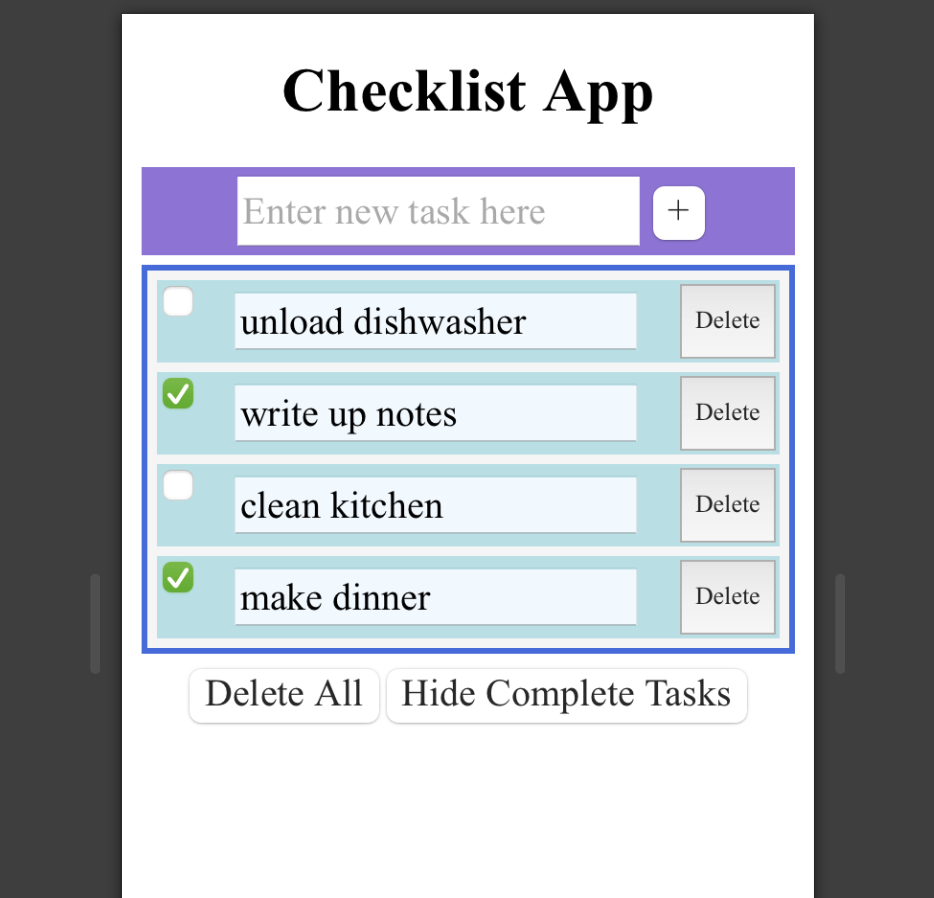 Checklist App
Enter new task here +
unload dishwasher Delete
write up notes Delete
clean kitchen Delete
make dinner Delete
Delete All Hide Complete Tasks